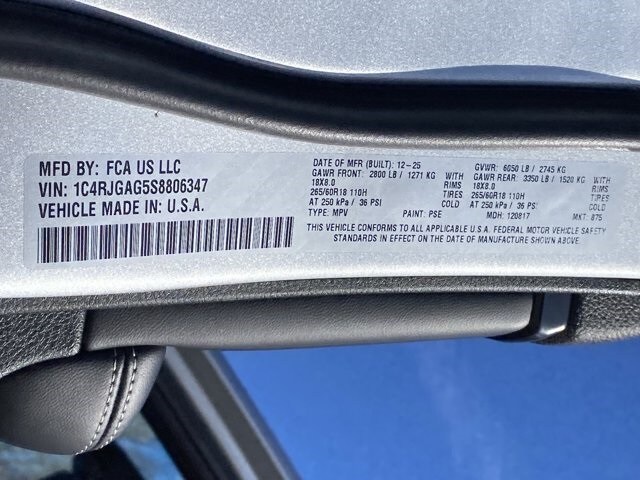 MFD BY: FCA US LLC
VIN: 1C4RJGAG5S8806347
VEHICLE MADE IN: U.S.A.
DATE OF MFR (BUILT): 12-25 GVWR: 6050 LB / 2745 KG
GAWR FRONT: 2800 LB / 1271 KG WITH GAWR REAR: 3350 LB / 1520 KG WITH
18X8.0 RIMS 18X8.0 RIMS
265/60R18 110H TIRES 265/60R18 110H TIRES
AT 250 kPa / 36 PSI COLD AT 250 kPa / 36 PSI COLD
TYPE: MPV PAINT: PSE MDH: 120817 MKT: 875
THIS VEHICLE CONFORMS TO ALL APPLICABLE U.S.A. FEDERAL MOTOR VEHICLE SAFETY
STANDARDS IN EFFECT ON THE DATE OF MANUFACTURE SHOWN ABOVE.